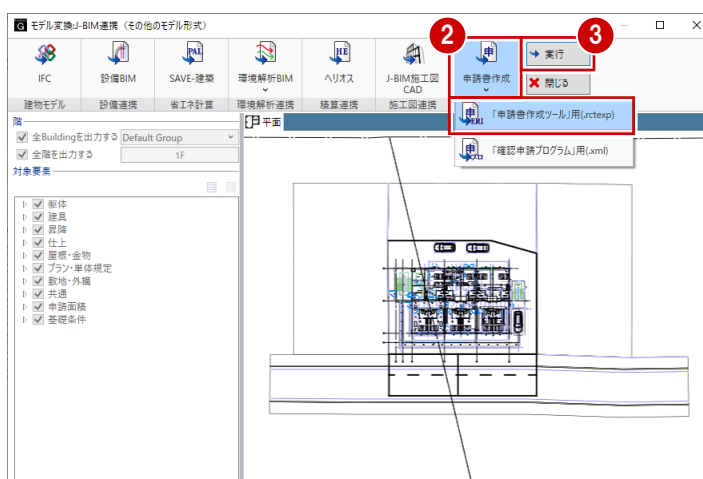 G モデル変換:J-BIM連携（その他のモデル形式）
2
3
IFC
設備BIM
PAL
SAVE-建築
環境解析BIM
HE
ヘリオス
J-BIM施工図
CAD
申
申請書作成
実行
閉じる
建物モデル
設備連携
省エネ計算
環境解析連携
積算連携
施工図連携
申
ERI
「申請書作成ツール」用(.rctexp)
申
プロ
「確認申請プログラム」用(.xml)
階
全Buildingを出力する
Default Group
全階を出力する
1F
対象要素
躯体
建具
昇降
仕上
屋根・金物
プラン・単体規定
敷地・外構
共通
申請面積
基礎条件
平面